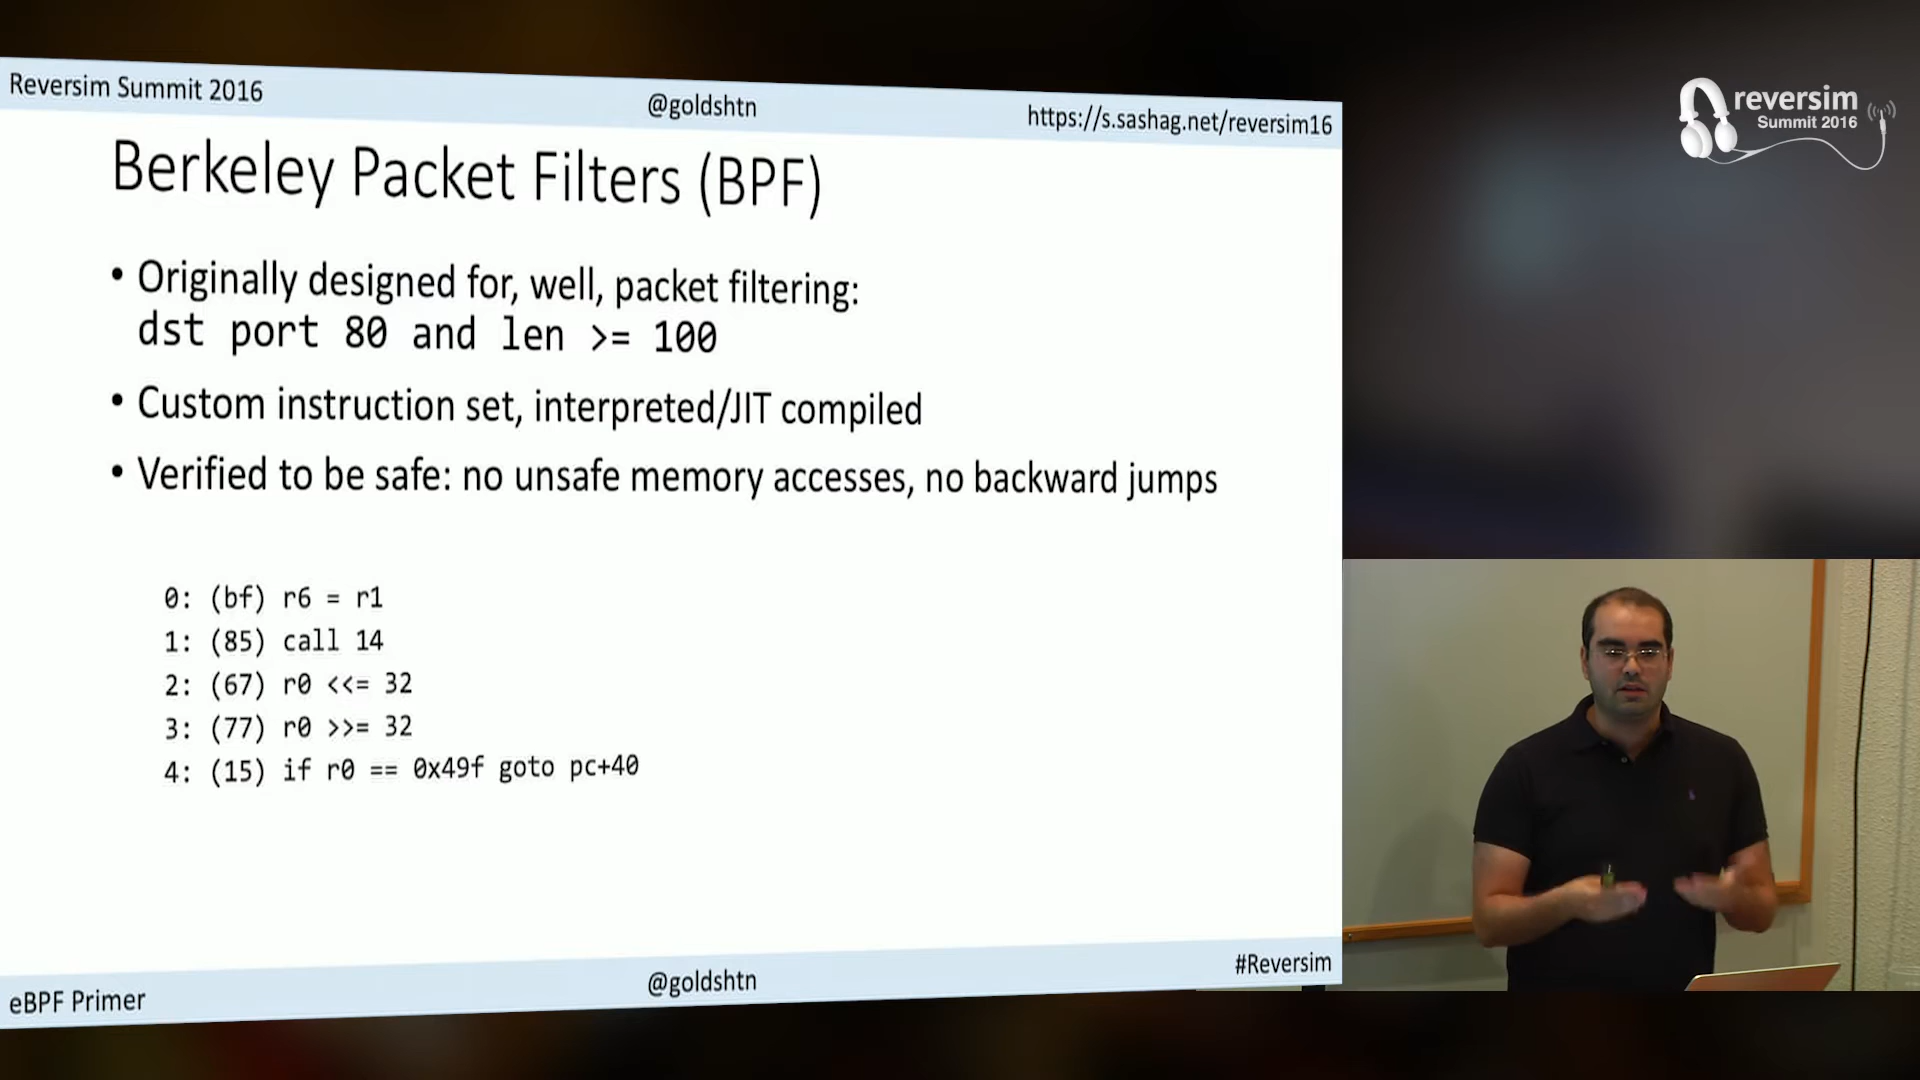 Reversim Summit 2016
@goldshtn
https://s.sashag.net/reversim16
reversim
Summit 2016
Berkeley Packet Filters (BPF)
• Originally designed for, well, packet filtering:
dst port 80 and len >= 100
• Custom instruction set, interpreted/JIT compiled
• Verified to be safe: no unsafe memory accesses, no backward jumps
0: (bf) r6 = r1
1: (85) call 14
2: (67) r0 <<= 32
3: (77) r0 >>= 32
4: (15) if r0 == 0x49f goto pc+40
eBPF Primer
@goldshtn
#Reversim